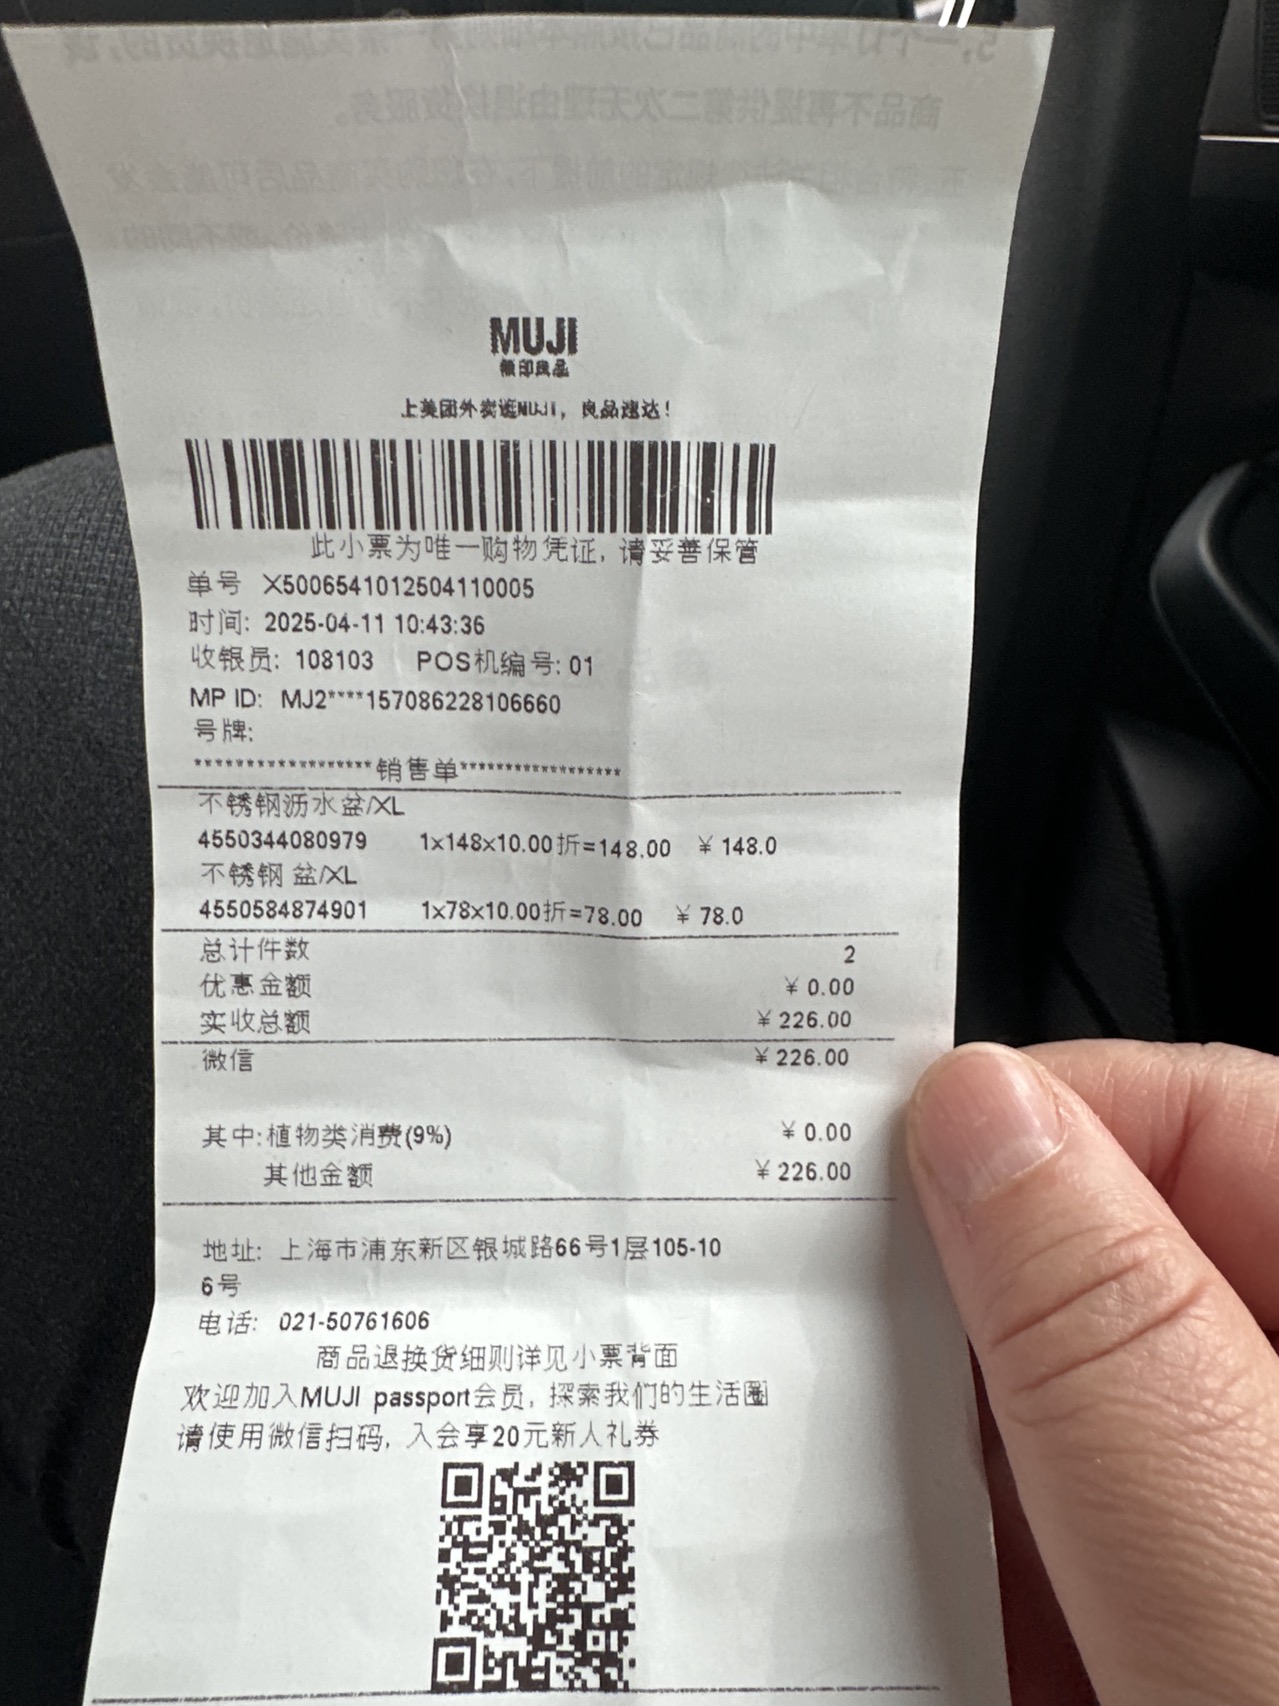 MUJI
無印良品
上美团外卖逛MUJI，良品速达！
此小票为唯一购物凭证, 请妥善保管
单号 X5006541012504110005
时间: 2025-04-11 10:43:36
收银员: 108103 POS机编号: 01
MP ID: MJ2****157086228106660
号牌:
********************销售单******************
不锈钢沥水盆/XL
4550344080979 1x148x10.00折=148.00 ¥ 148.0
不锈钢 盆/XL
4550584874901 1x78x10.00折=78.00 ¥ 78.0
总计件数 2
优惠金额 ¥ 0.00
实收总额 ¥ 226.00
微信 ¥ 226.00
其中:植物类消费(9%) ¥ 0.00
其他金额 ¥ 226.00
地址: 上海市浦东新区银城路66号1层105-10
6号
电话: 021-50761606
商品退换货细则详见小票背面
欢迎加入MUJI passport会员, 探索我们的生活圈
请使用微信扫码, 入会享20元新人礼券